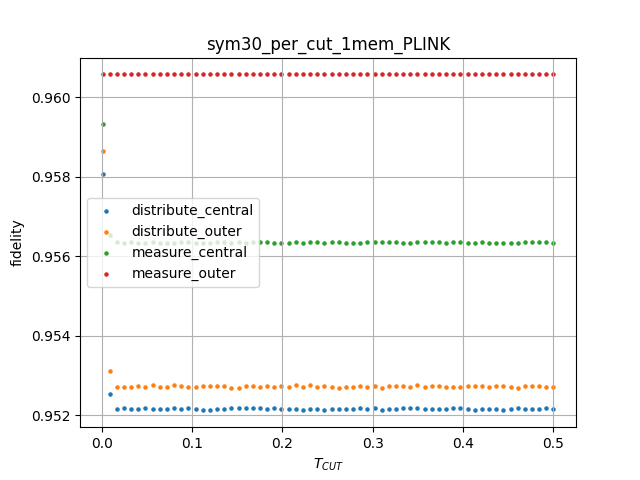 sym30_per_cut_1mem_PLINK
fidelity
0.960
0.958
0.956
0.954
0.952
distribute_central
distribute_outer
measure_central
measure_outer
0.0 0.1 0.2 0.3 0.4 0.5
T_CUT